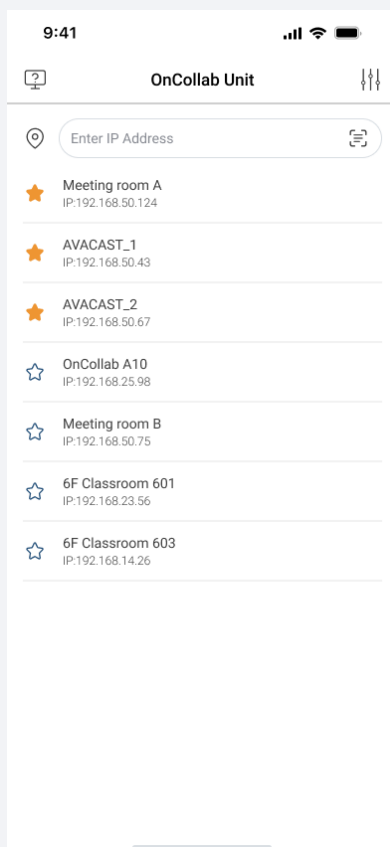 9:41
OnCollab Unit
Enter IP Address
Meeting room A
IP:192.168.50.124
AVACAST_1
IP:192.168.50.43
AVACAST_2
IP:192.168.50.67
OnCollab A10
IP:192.168.25.98
Meeting room B
IP:192.168.50.75
6F Classroom 601
IP:192.168.23.56
6F Classroom 603
IP:192.168.14.26